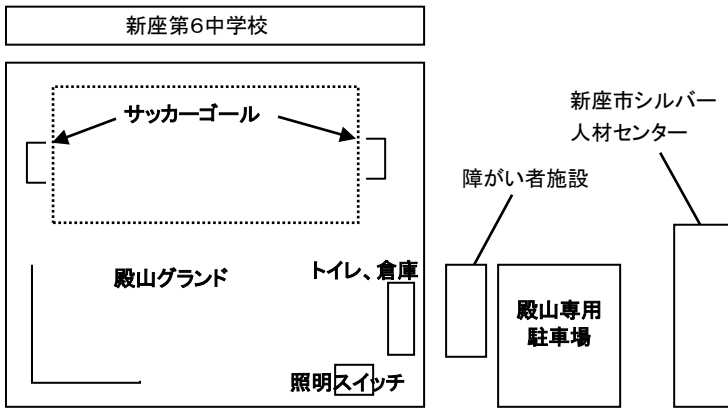 新座第6中学校
サッカーゴール
新座市シルバー
人材センター
障がい者施設
殿山グランド
トイレ、倉庫
殿山専用
駐車場
照明スイッチ